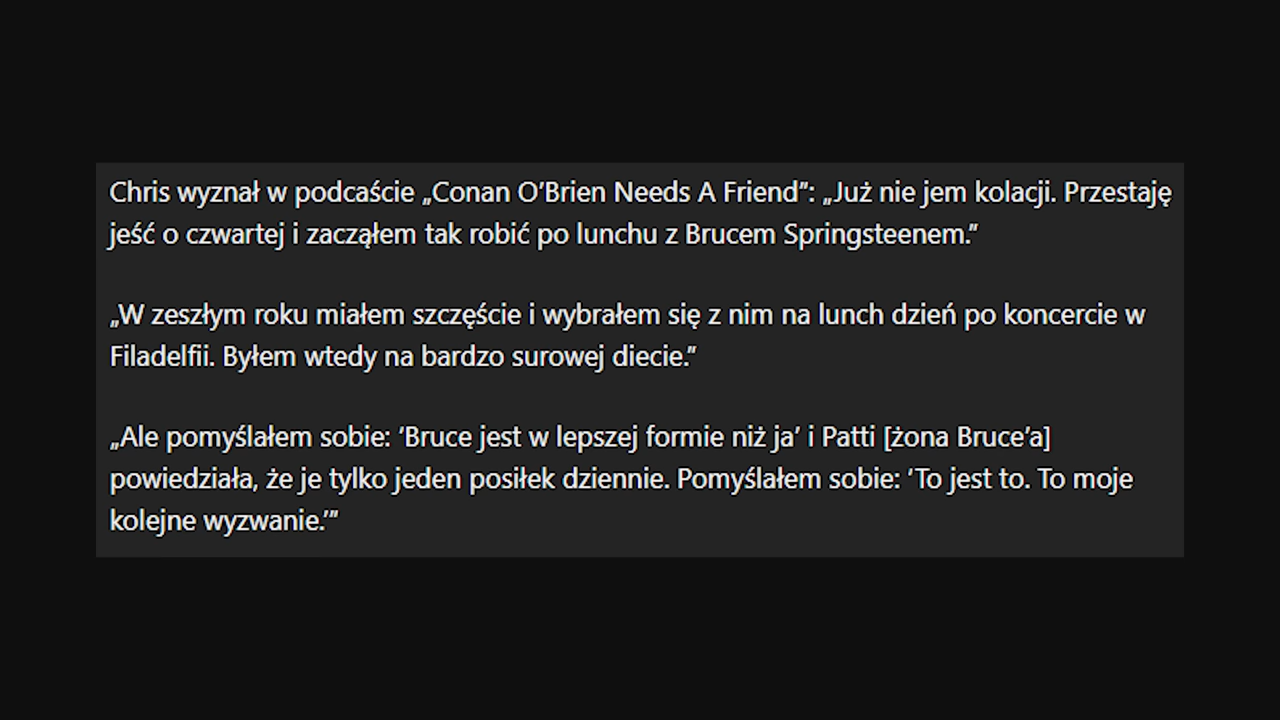 Chris wyznał w podcaście „Conan O’Brien Needs A Friend”: „Już nie jem kolacji. Przestaję
jeść o czwartej i zacząłem tak robić po lunchu z Brucem Springsteenem.”
„W zeszłym roku miałem szczęście i wybrałem się z nim na lunch dzień po koncercie w
Filadelfii. Byłem wtedy na bardzo surowej diecie.”
„Ale pomyślałem sobie: ‘Bruce jest w lepszej formie niż ja’ i Patti [żona Bruce’a]
powiedziała, że je tylko jeden posiłek dziennie. Pomyślałem sobie: ‘To jest to. To moje
kolejne wyzwanie.’”